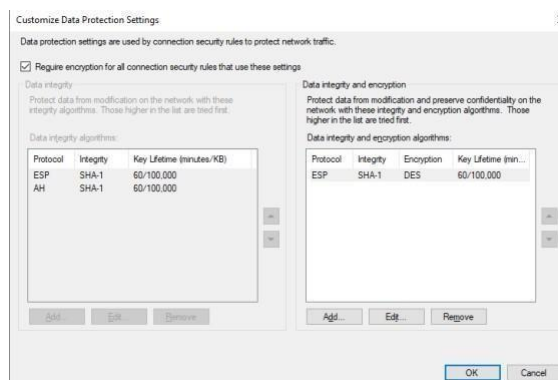 Customize Data Protection Settings
Data protection settings are used by connection security rules to protect network traffic.
Require encryption for all connection security rules that use these settings
Data integrity
Protect data from modification on the network with these
integrity algorithms. Those higher in the list are tried first.
Data integrity algorithms:
Protocol Integrity Key Lifetime (minutes/KB)
ESP SHA-1 60/100,000
AH SHA-1 60/100,000
Add... Edit... Remove
Data integrity and encryption
Protect data from modification and preserve confidentiality on the
network with these integrity and encryption algorithms. Those
higher in the list are tried first.
Data integrity and encryption algorithms:
Protocol Integrity Encryption Key Lifetime (min...
ESP SHA-1 DES 60/100,000
Add... Edit... Remove
OK Cancel